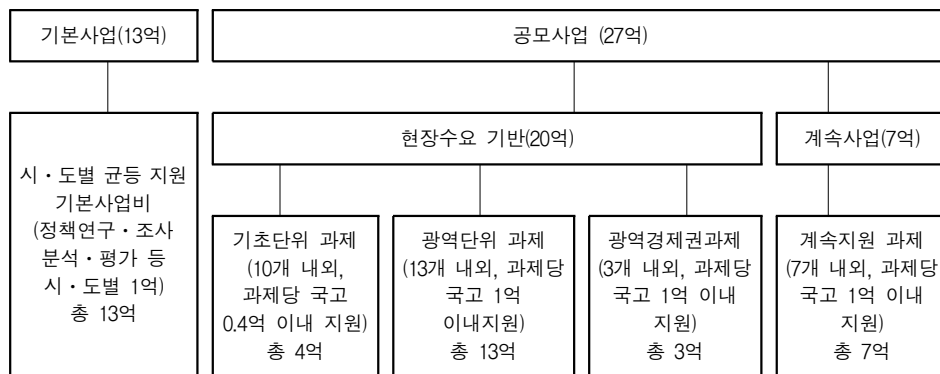 기본사업(13억)
공모사업 (27억)
현장수요 기반(20억)
계속사업(7억)
시・도별 균등 지원
기본사업비
(정책연구・조사
분석・평가 등
시・도별 1억)
총 13억
기초단위 과제
(10개 내외,
과제당 국고
0.4억 이내 지원)
총 4억
광역단위 과제
(13개 내외, 과제당
국고 1억
이내지원)
총 13억
광역경제권과제
(3개 내외, 과제당
국고 1억 이내
지원)
총 3억
계속지원 과제
(7개 내외, 과제당
국고 1억 이내
지원)
총 7억